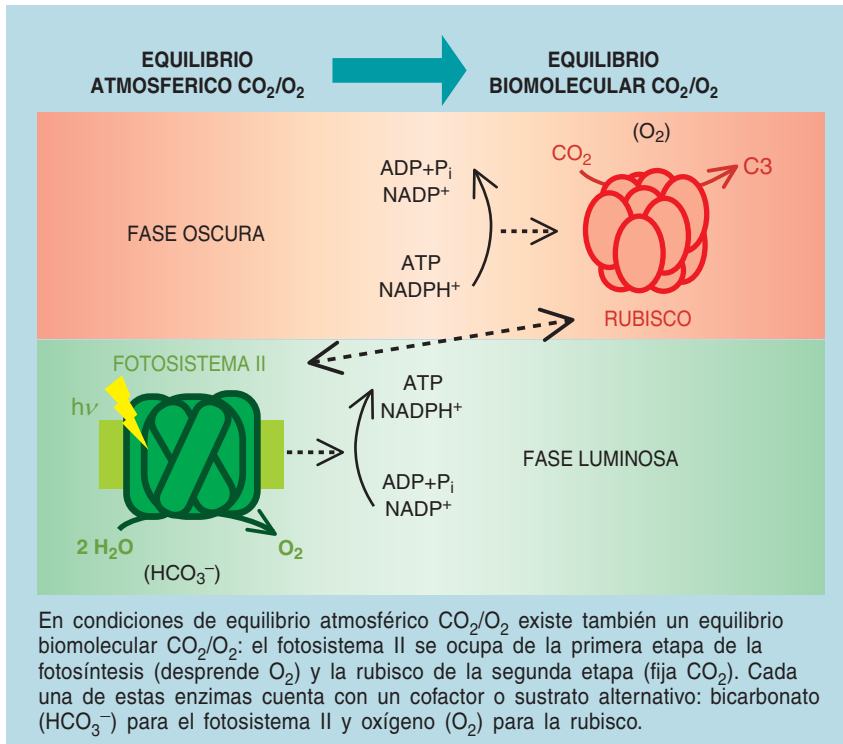 EQUILIBRIO
ATMOSFERICO CO₂/O₂
EQUILIBRIO
BIOMOLECULAR CO₂/O₂
(O₂)
CO₂
C3
ADP+Pᵢ
NADP⁺
FASE OSCURA
ATP
NADPH⁺
RUBISCO
FOTOSISTEMA II
hν
ATP
NADPH⁺
FASE LUMINOSA
ADP+Pᵢ
NADP⁺
2 H₂O
O₂
(HCO₃⁻)
En condiciones de equilibrio atmosférico CO₂/O₂ existe también un equilibrio
biomolecular CO₂/O₂: el fotosistema II se ocupa de la primera etapa de la
fotosíntesis (desprende O₂) y la rubisco de la segunda etapa (fija CO₂). Cada
una de estas enzimas cuenta con un cofactor o sustrato alternativo: bicarbonato
(HCO₃⁻) para el fotosistema II y oxígeno (O₂) para la rubisco.